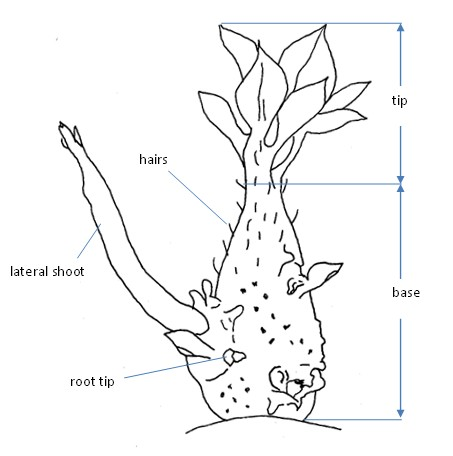 tip
hairs
lateral shoot
base
root tip